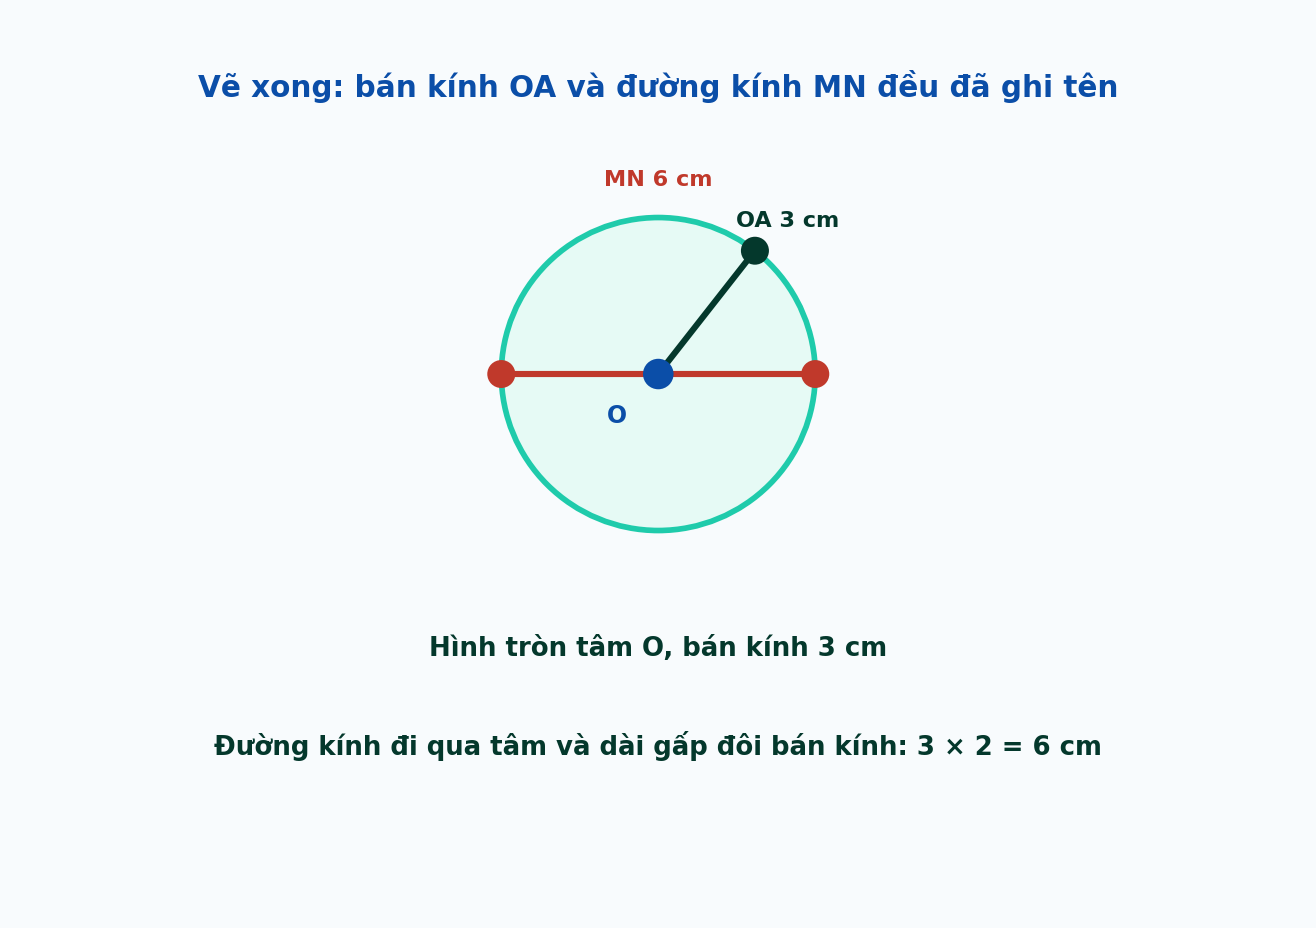 Vẽ xong: bán kính OA và đường kính MN đều đã ghi tên
MN 6 cm
OA 3 cm
O
Hình tròn tâm O, bán kính 3 cm
Đường kính đi qua tâm và dài gấp đôi bán kính: 3 × 2 = 6 cm